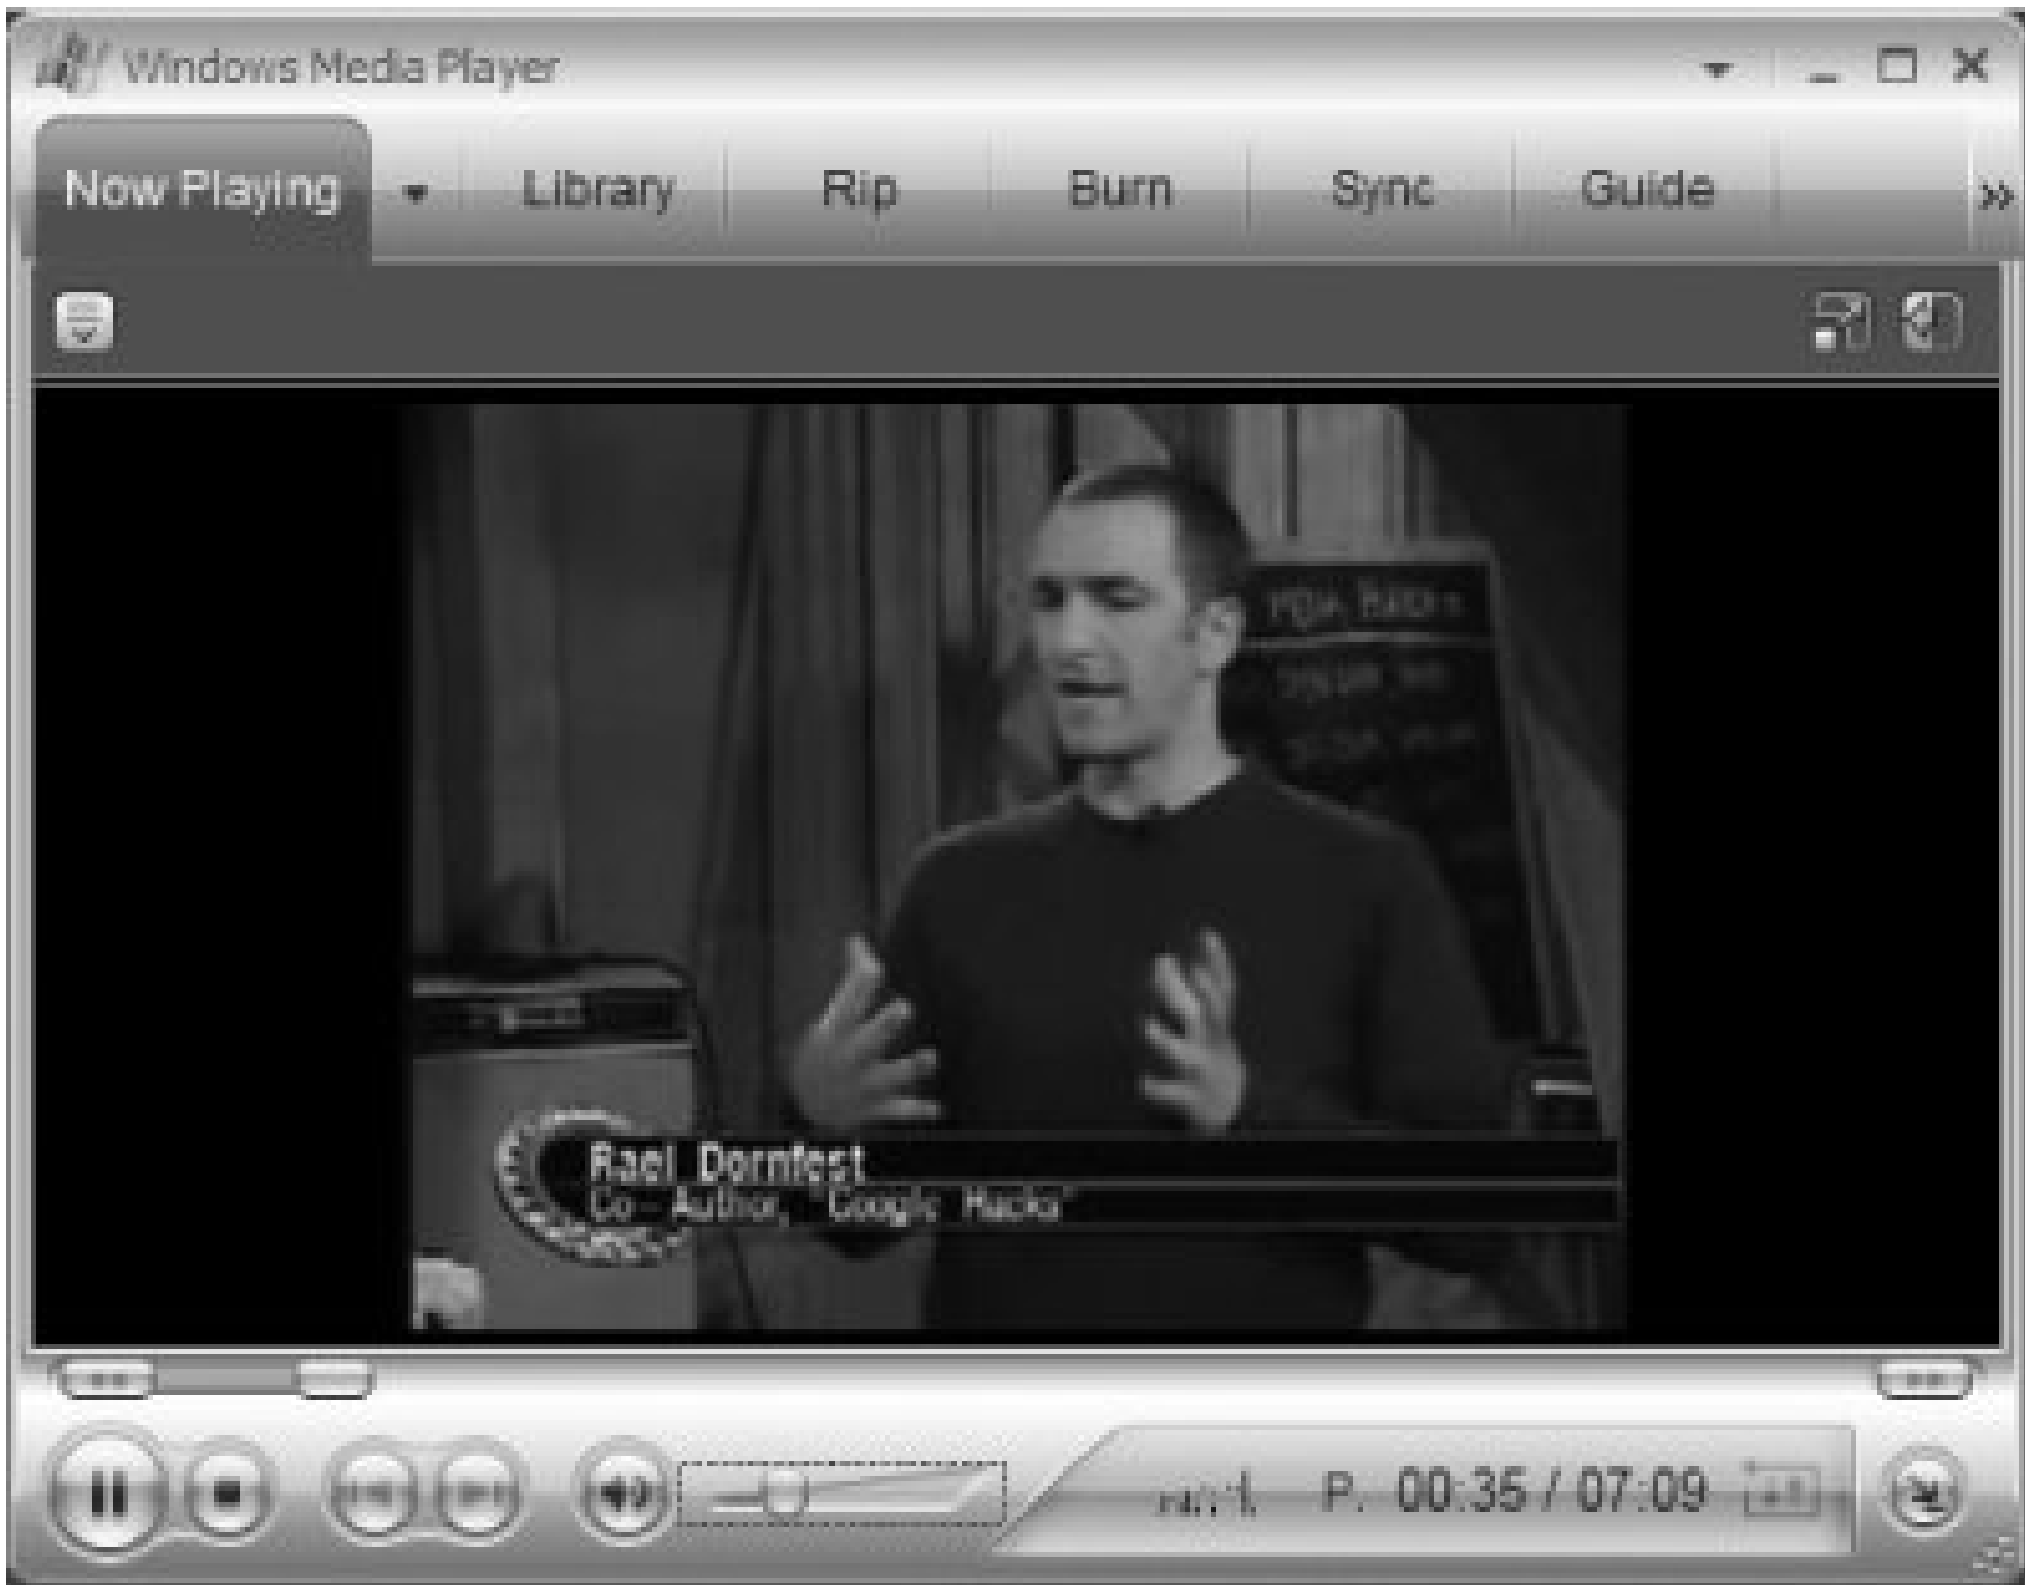 Windows Media Player
Now Playing Library Rip Burn Sync Guide
Rael Dornfest
Co-Author, "Google Hacks"
P. 00:35 / 07:09